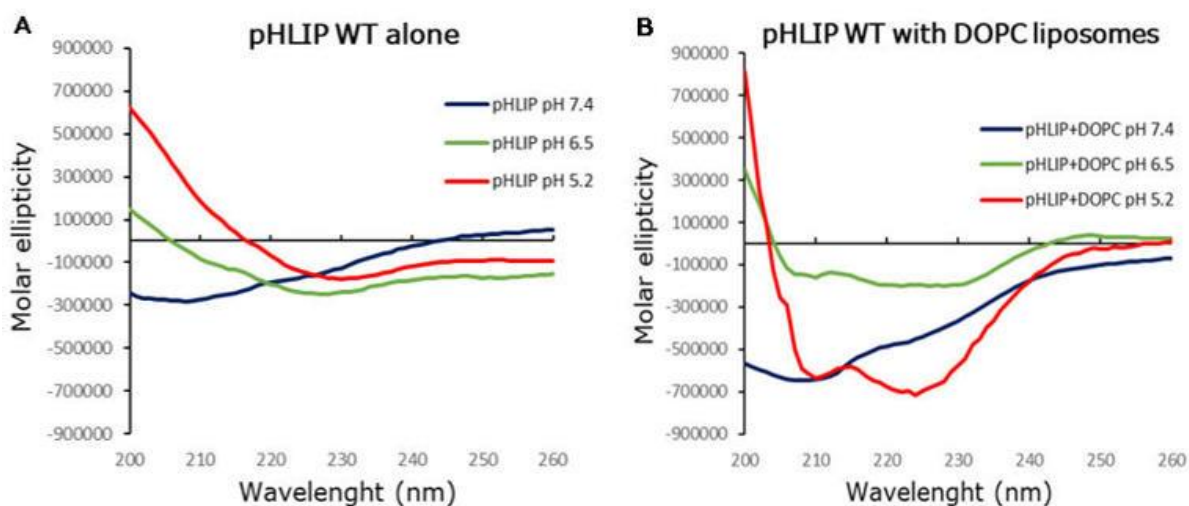 A
pHLIP WT alone
900000
700000
500000
300000
100000
-100000
-300000
-500000
-700000
-900000
Molar ellipticity
pHLIP pH 7.4
pHLIP pH 6.5
pHLIP pH 5.2
200 210 220 230 240 250 260
Wavelenght (nm)
B
pHLIP WT with DOPC liposomes
900000
700000
500000
300000
100000
-100000
-300000
-500000
-700000
-900000
Molar ellipticity
pHLIP+DOPC pH 7.4
pHLIP+DOPC pH 6.5
pHLIP+DOPC pH 5.2
200 210 220 230 240 250 260
Wavelenght (nm)